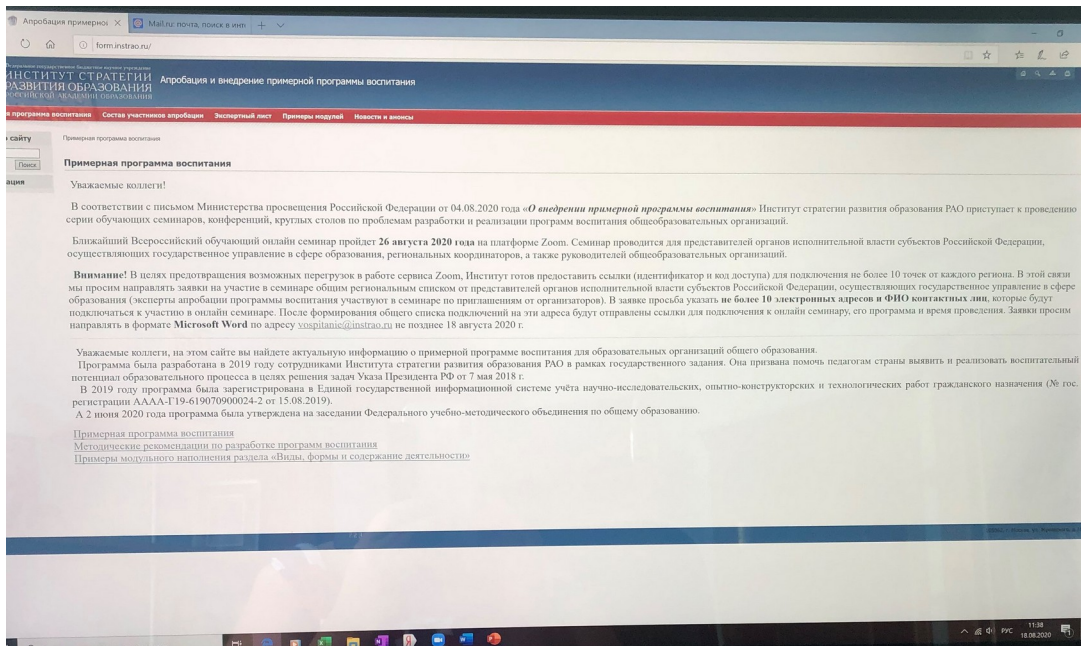 Апробация примерног
Mail.ru: почта, поиск в инт
form.instrao.ru/
ИНСТИТУТ СТРАТЕГИИ
РАЗВИТИЯ ОБРАЗОВАНИЯ
РОССИЙСКОЙ АКАДЕМИИ ОБРАЗОВАНИЯ
Апробация и внедрение примерной программы воспитания
я программа воспитания Состав участников апробации Экспертный лист Примеры модулей Новости и анонсы
сайту
Поиск
ация
Примерная программа воспитания
Примерная программа воспитания
Уважаемые коллеги!
В соответствии с письмом Министерства просвещения Российской Федерации от 04.08.2020 года «О внедрении примерной программы воспитания» Институт стратегии развития образования РАО приступает к проведению
серии обучающих семинаров, конференций, круглых столов по проблемам разработки и реализации программ воспитания общеобразовательных организаций.
Ближайший Всероссийский обучающий онлайн семинар пройдет 26 августа 2020 года на платформе Zoom. Семинар проводится для представителей органов исполнительной власти субъектов Российской Федерации,
осуществляющих государственное управление в сфере образования, региональных координаторов, а также руководителей общеобразовательных организаций.
Внимание! В целях предотвращения возможных перегрузок в работе сервиса Zoom, Институт готов предоставить ссылки (идентификатор и код доступа) для подключения не более 10 точек от каждого региона. В этой связи
мы просим направлять заявки на участие в семинаре общим региональным списком от представителей органов исполнительной власти субъектов Российской Федерации, осуществляющих государственное управление в сфере
образования (эксперты апробации программы воспитания участвуют в семинаре по приглашениям от организаторов). В заявке просьба указать не более 10 электронных адресов и ФИО контактных лиц, которые будут
подключаться к участию в онлайн семинаре. После формирования общего списка подключений на эти адреса будут отправлены ссылки для подключения к онлайн семинару, его программа и время проведения. Заявки просим
направлять в формате Microsoft Word по адресу vospitanie@instrao.ru не позднее 18 августа 2020 г.
Уважаемые коллеги, на этом сайте вы найдете актуальную информацию о примерной программе воспитания для образовательных организаций общего образования.
Программа была разработана в 2019 году сотрудниками Института стратегии развития образования РАО в рамках государственного задания. Она призвана помочь педагогам страны выявить и реализовать воспитательный
потенциал образовательного процесса в целях решения задач Указа Президента РФ от 7 мая 2018 г.
В 2019 году программа была зарегистрирована в Единой государственной информационной системе учёта научно-исследовательских, опытно-конструкторских и технологических работ гражданского назначения (№ гос.
регистрации АААА-Г19-619070900024-2 от 15.08.2019).
А 2 июня 2020 года программа была утверждена на заседании Федерального учебно-методического объединения по общему образованию.
Примерная программа воспитания
Методические рекомендации по разработке программ воспитания
Примеры модульного наполнения раздела «Виды, формы и содержание деятельности»
РУС
11:38
18.08.2020